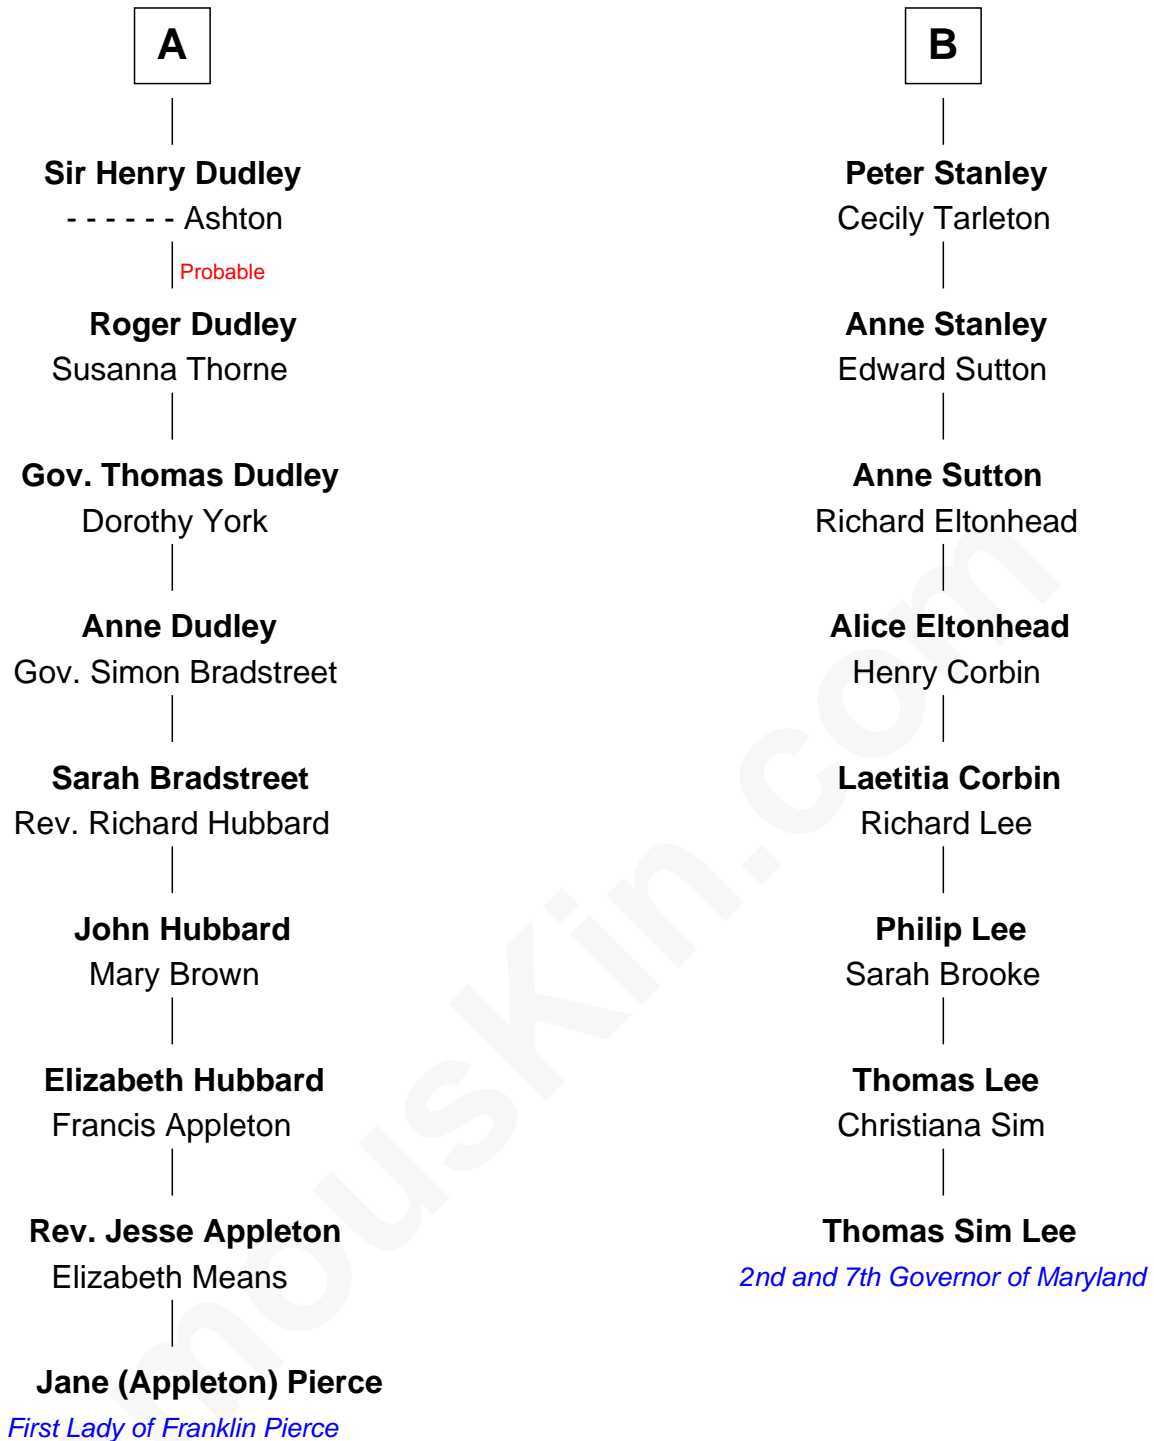 A
Sir Henry Dudley
- - - - - - Ashton
Probable
Roger Dudley
Susanna Thorne
Gov. Thomas Dudley
Dorothy York
Anne Dudley
Gov. Simon Bradstreet
Sarah Bradstreet
Rev. Richard Hubbard
John Hubbard
Mary Brown
Elizabeth Hubbard
Francis Appleton
Rev. Jesse Appleton
Elizabeth Means
Jane (Appleton) Pierce
First Lady of Franklin Pierce
B
Peter Stanley
Cecily Tarleton
Anne Stanley
Edward Sutton
Anne Sutton
Richard Eltonhead
Alice Eltonhead
Henry Corbin
Laetitia Corbin
Richard Lee
Philip Lee
Sarah Brooke
Thomas Lee
Christiana Sim
Thomas Sim Lee
2nd and 7th Governor of Maryland
mousKin.com